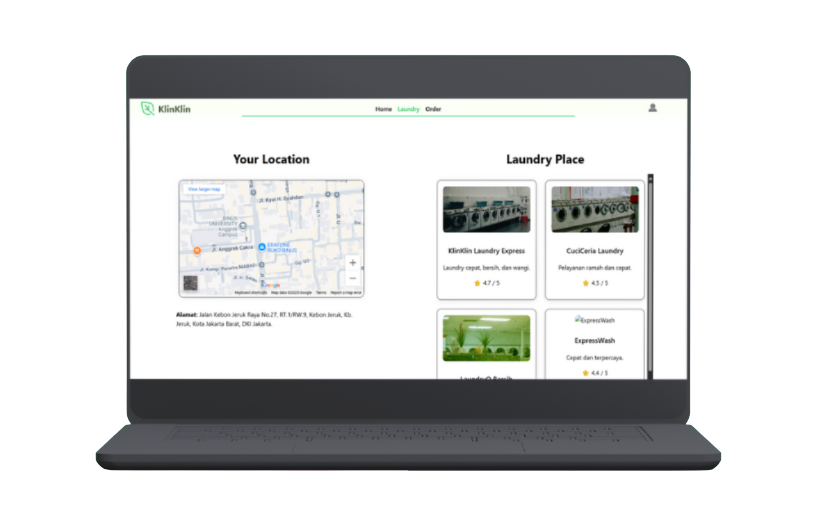 KlinKlin
Home Laundry Order
Your Location
View larger map
Jl. Kyai H. Syahdan
BINUS
UNIVERSITY
Anggrek
Campus
Jl. Anggrek Cakra
Google
Keyboard shortcuts Map data ©2025 Google Terms Report a map error
Alamat: Jalan Kebon Jeruk Raya No.27, RT.1/RW.9, Kebon Jeruk, Kb.
Jeruk, Kota Jakarta Barat, DKI Jakarta.
Laundry Place
KlinKlin Laundry Express
Laundry cepat, bersih, dan wangi.
4.7 / 5
CuciCeria Laundry
Pelayanan ramah dan cepat.
4.5 / 5
LaundryQ Bersih
ExpressWash
ExpressWash
Cepat dan terpercaya.
4.4 / 5